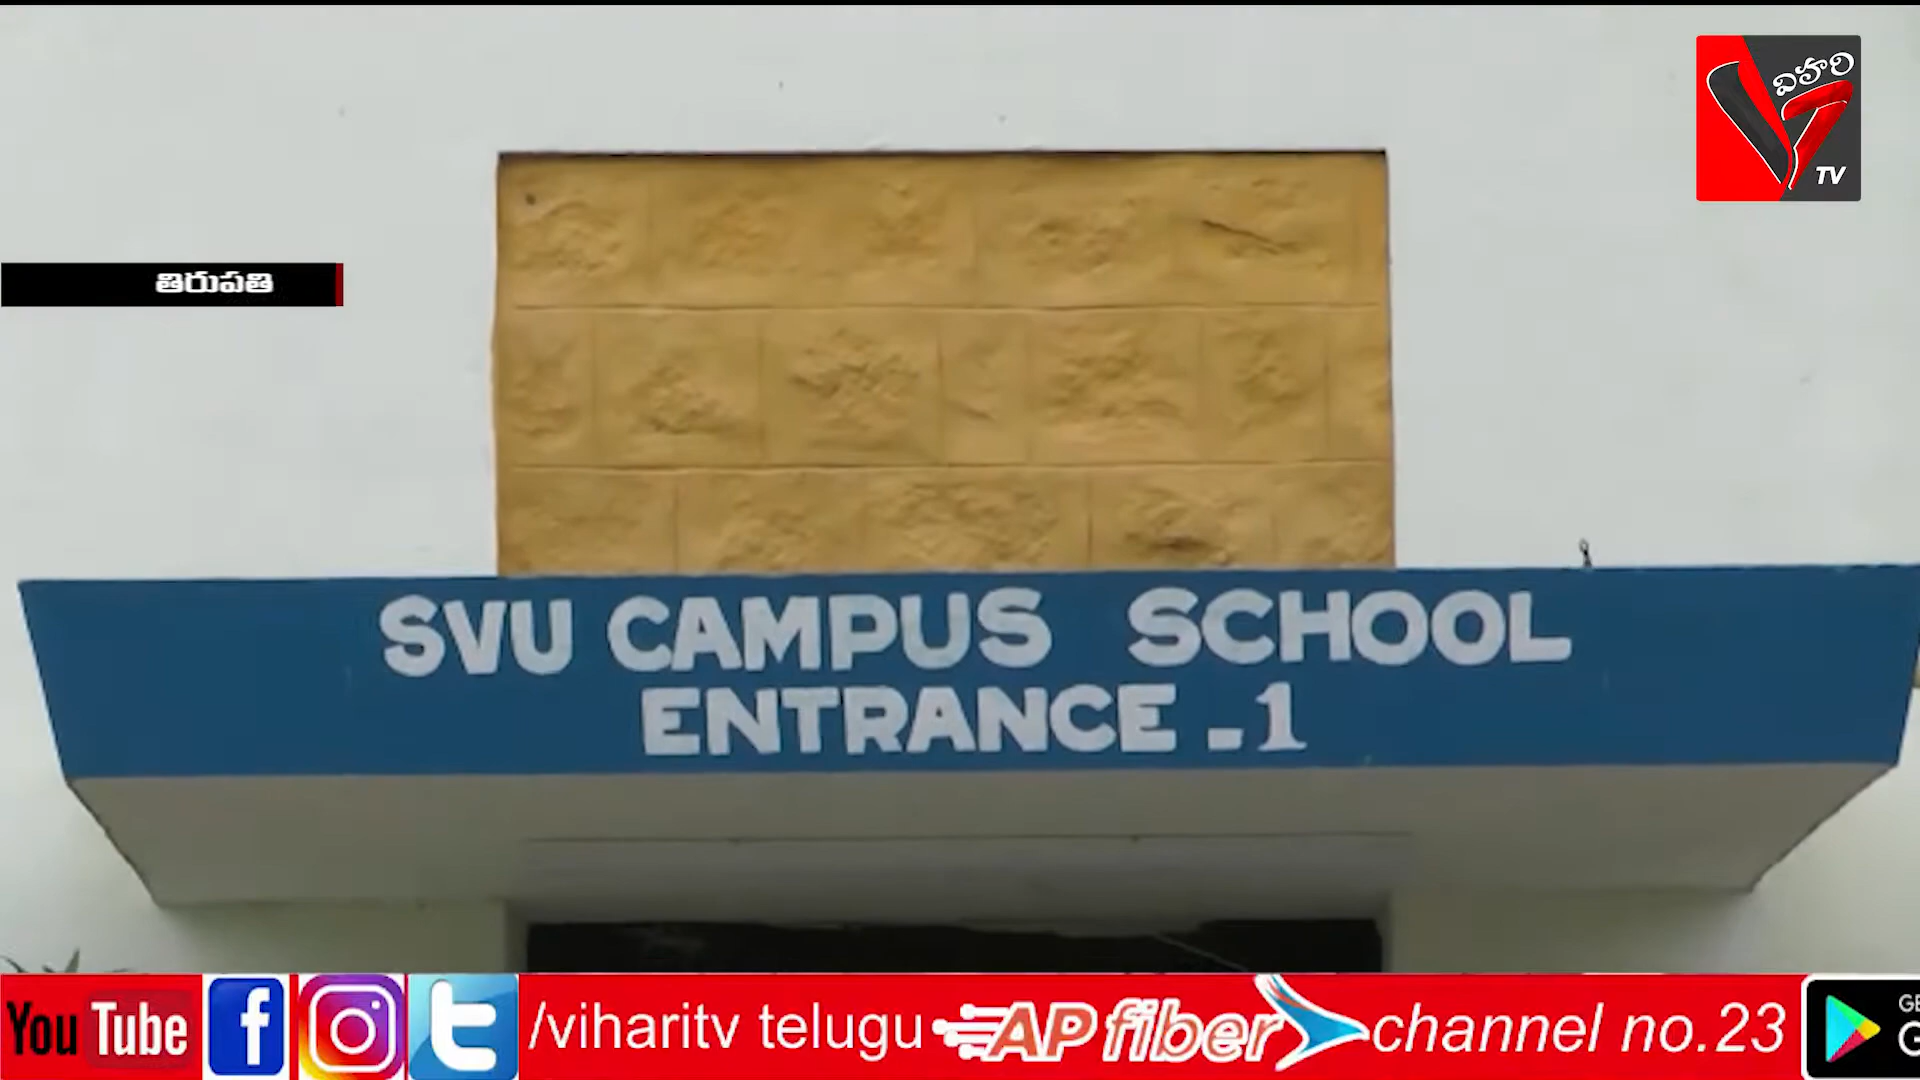 విహారి
TV
తిరుపతి
SVU CAMPUS SCHOOL
ENTRANCE - 1
You Tube /viharitv telugu AP fiber channel no.23